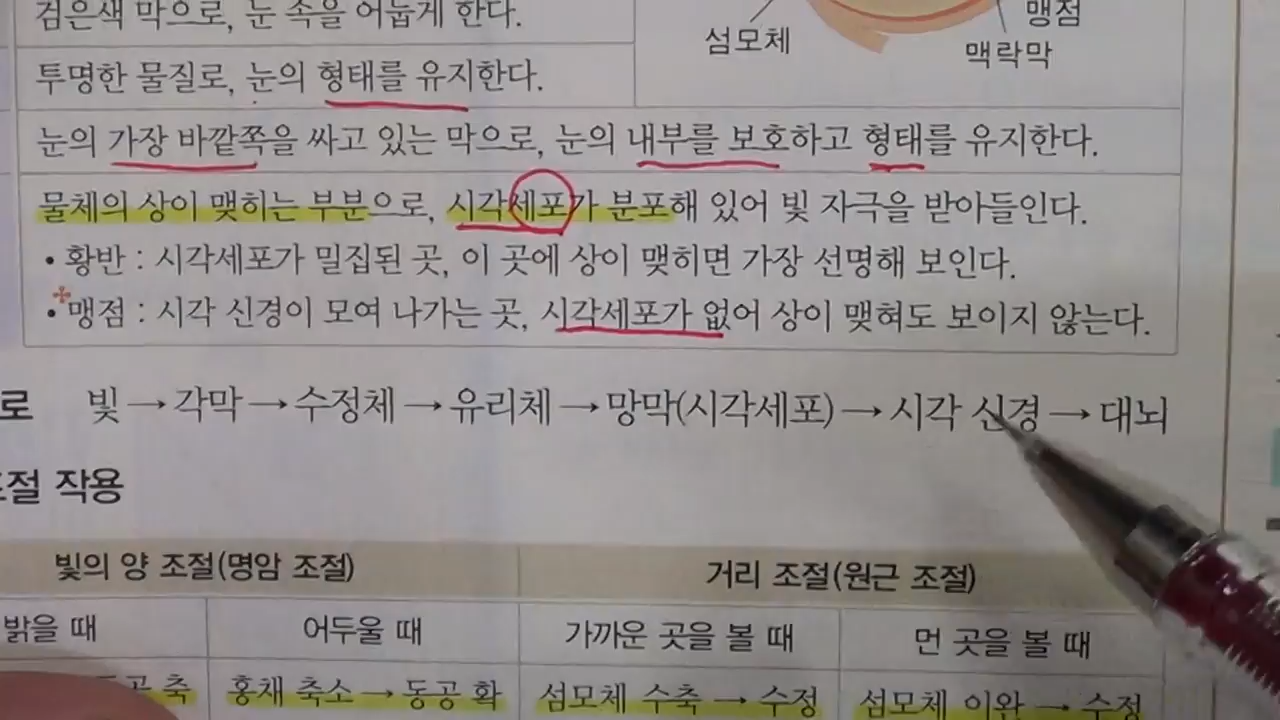 검은색 막으로, 눈 속을 어둡게 한다.
맹점
섬모체
맥락막
투명한 물질로, 눈의 형태를 유지한다.
눈의 가장 바깥쪽을 싸고 있는 막으로, 눈의 내부를 보호하고 형태를 유지한다.
물체의 상이 맺히는 부분으로, 시각세포가 분포해 있어 빛 자극을 받아들인다.
• 황반 : 시각세포가 밀집된 곳, 이 곳에 상이 맺히면 가장 선명해 보인다.
• 맹점 : 시각 신경이 모여 나가는 곳, 시각세포가 없어 상이 맺혀도 보이지 않는다.
로 빛 → 각막 → 수정체 → 유리체 → 망막(시각세포) → 시각 신경 → 대뇌
조절 작용
빛의 양 조절(명암 조절) 거리 조절(원근 조절)
밝을 때 어두울 때 가까운 곳을 볼 때 먼 곳을 볼 때
축 홍채 축소 → 동공 확 섬모체 수축 → 수정 섬모체 이완 → 수정